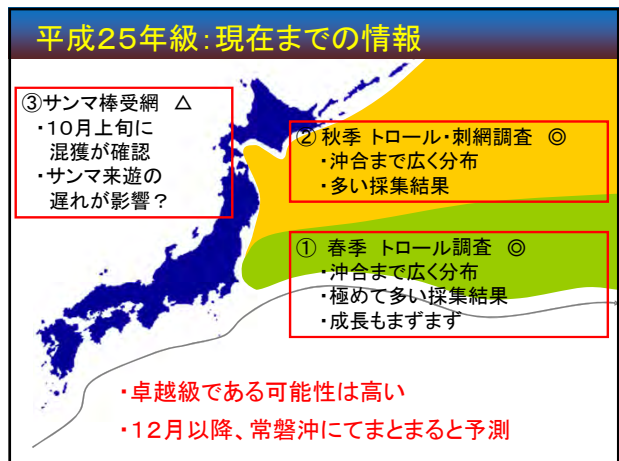 平成25年級:現在までの情報
③サンマ棒受網 △
・10月上旬に
混獲が確認
・サンマ来遊の
遅れが影響?
②秋季 トロール・刺網調査 ◎
・沖合まで広く分布
・多い採集結果
① 春季 トロール調査 ◎
・沖合まで広く分布
・極めて多い採集結果
・成長もまずまず
・卓越級である可能性は高い
・12月以降、常磐沖にてまとまると予測